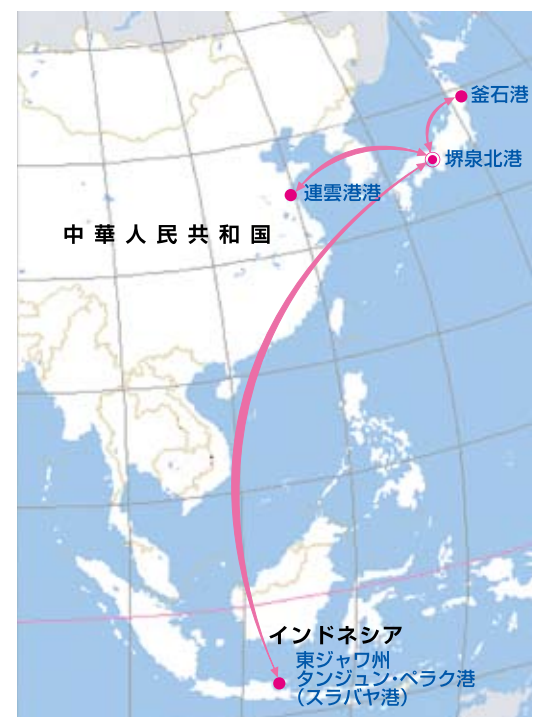 釜石港
堺泉北港
連雲港港
中華人民共和国
インドネシア
東ジャワ州
タンジュン・ペラク港
（スラバヤ港）